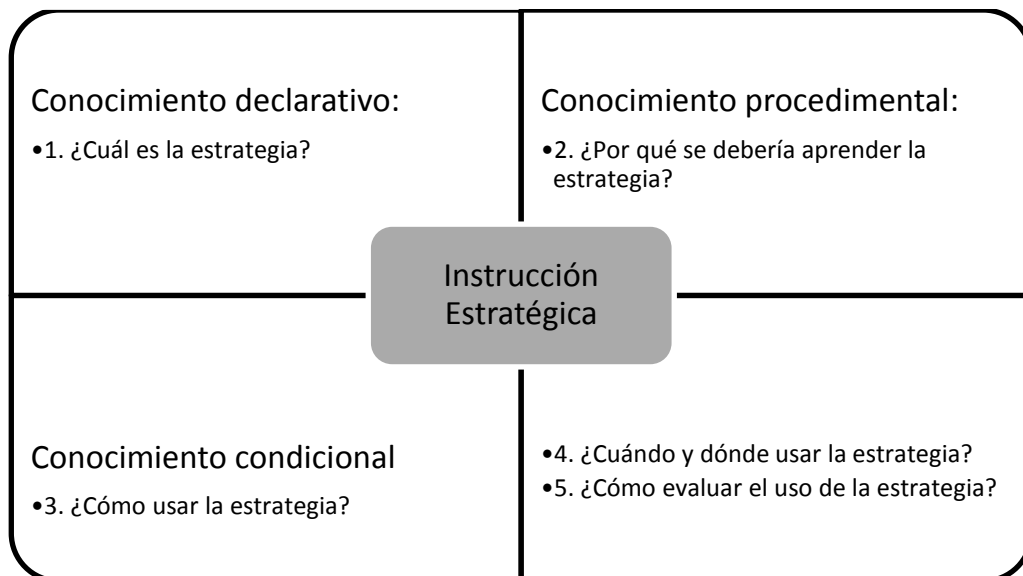 Conocimiento declarativo:
•1. ¿Cuál es la estrategia?
Conocimiento procedimental:
•2. ¿Por qué se debería aprender la
estrategia?
Instrucción
Estratégica
Conocimiento condicional
•3. ¿Cómo usar la estrategia?
•4. ¿Cuándo y dónde usar la estrategia?
•5. ¿Cómo evaluar el uso de la estrategia?